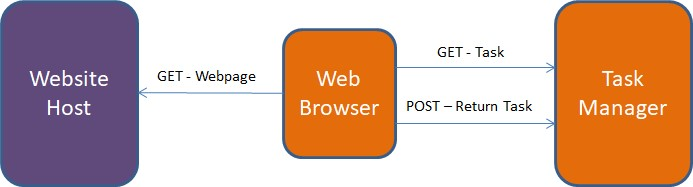 Website
Host
GET - Webpage
Web
Browser
GET - Task
POST – Return Task
Task
Manager